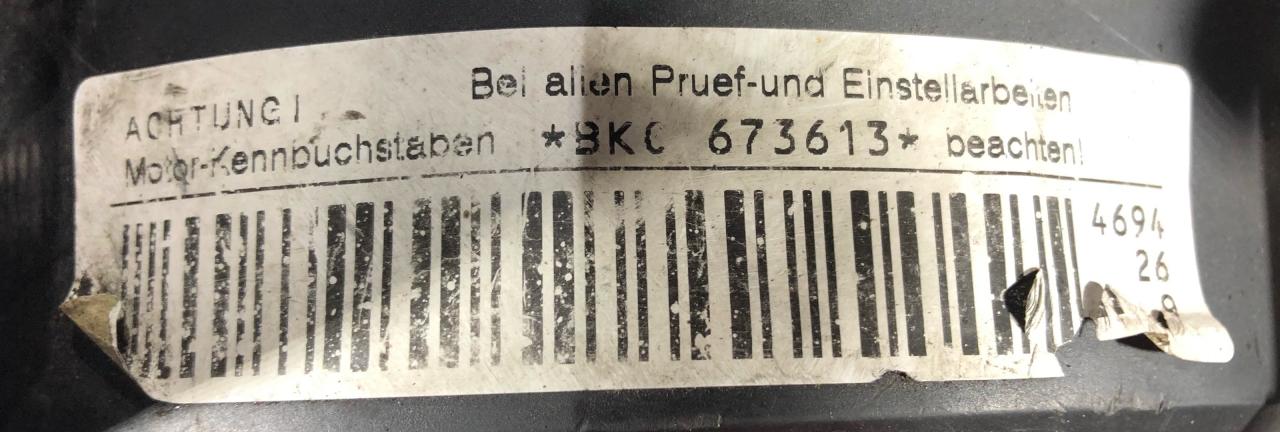 Bei allen Pruef-und Einstellarbeiten
ACHTUNG!
Motor-Kennbuchstaben *BKC 673613* beachten!
4694
26